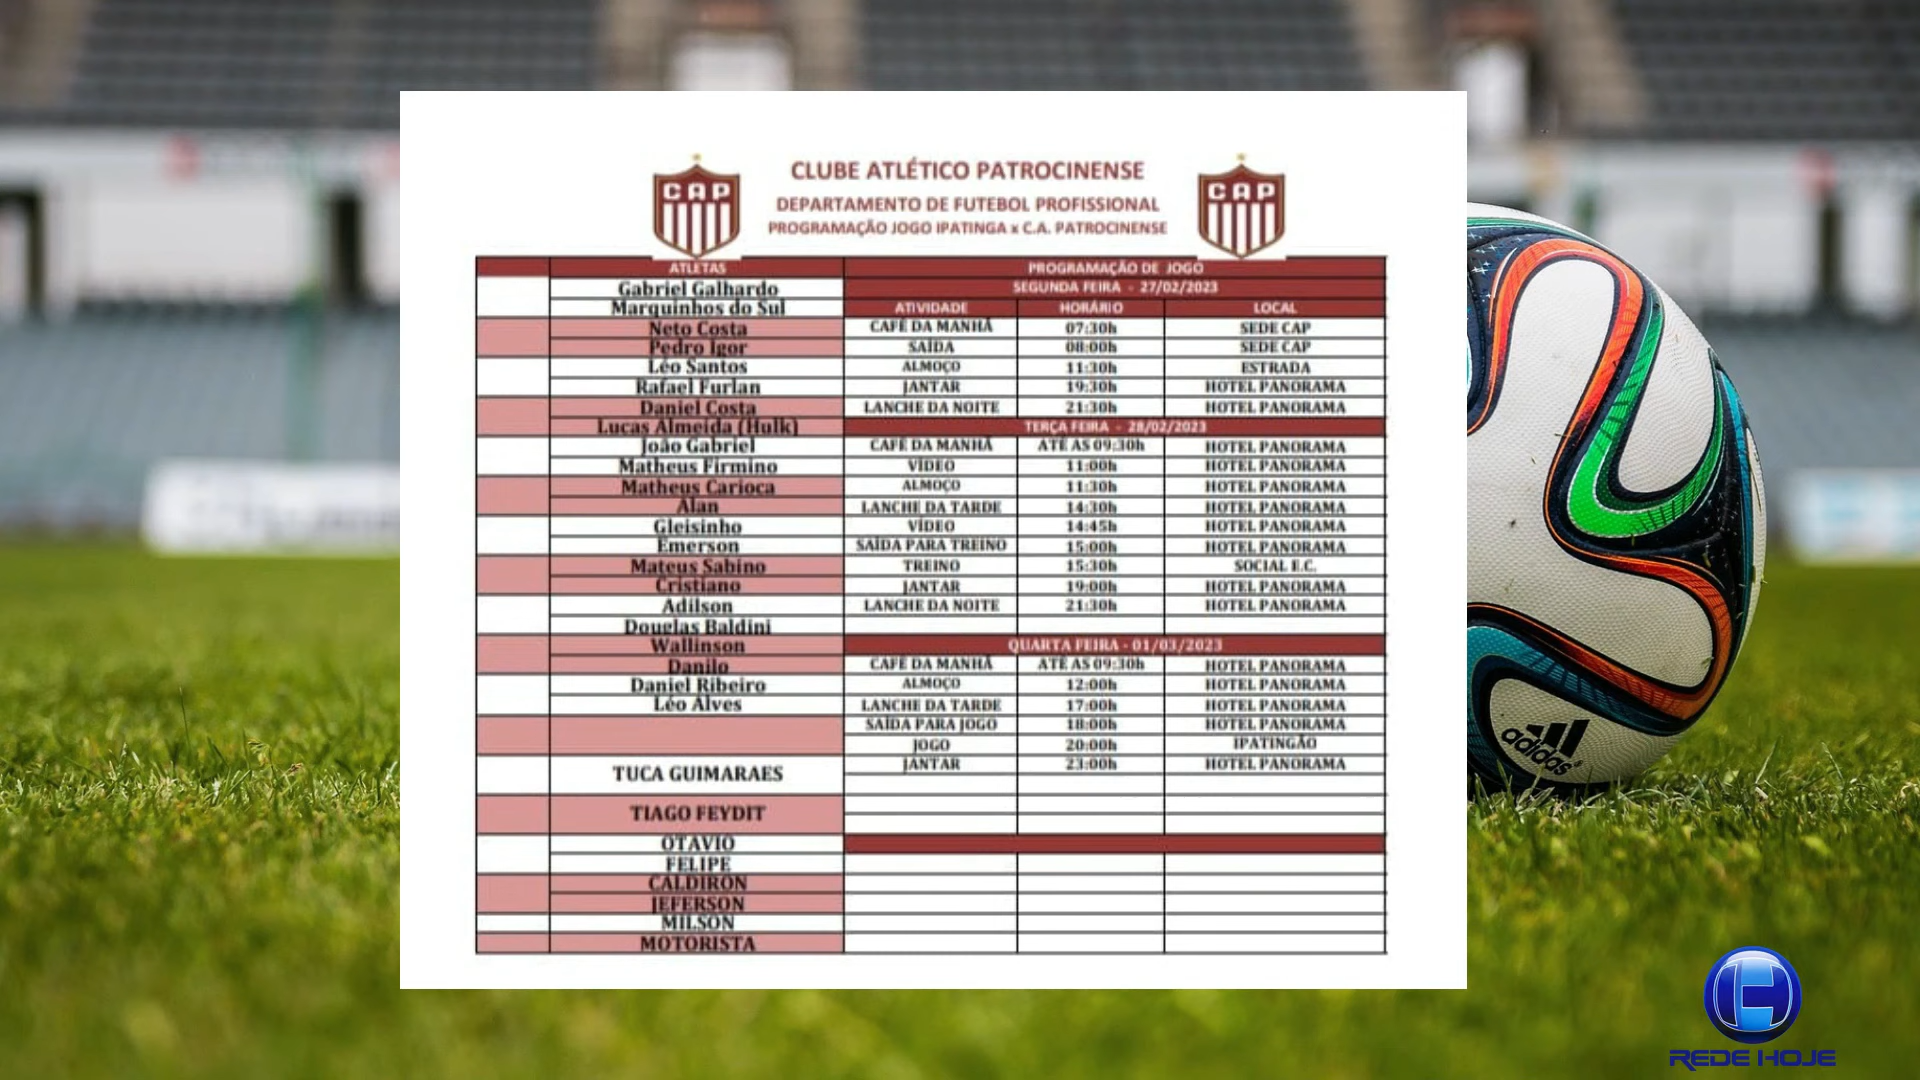 CLUBE ATLÉTICO PATROCINENSE
DEPARTAMENTO DE FUTEBOL PROFISSIONAL
PROGRAMAÇÃO JOGO IPATINGA x C.A. PATROCINENSE
CAP
CAP
ATLETAS
Gabriel Galhardo
Marquinhos do Sul
Neto Costa
Pedro Igor
Léo Santos
Rafael Furlan
Daniel Costa
Lucas Almeida (Hulk)
João Gabriel
Matheus Firmino
Matheus Carioca
Alan
Gleisinho
Emerson
Mateus Sabino
Cristiano
Adilson
Douglas Baldini
Wallinson
Danilo
Daniel Ribeiro
Léo Alves
TUCA GUIMARAES
TIAGO FEYDIT
OTAVIO
FELIPE
CALDIRON
JEFERSON
MILSON
MOTORISTA
PROGRAMAÇÃO DE JOGO
SEGUNDA FEIRA - 27/02/2023
ATIVIDADE HORÁRIO LOCAL
CAFÉ DA MANHÃ 07:30h SEDE CAP
SAÍDA 08:00h SEDE CAP
ALMOÇO 11:30h ESTRADA
JANTAR 19:30h HOTEL PANORAMA
LANCHE DA NOITE 21:30h HOTEL PANORAMA
TERÇA FEIRA - 28/02/2023
CAFÉ DA MANHÃ ATÉ AS 09:30h HOTEL PANORAMA
VÍDEO 11:00h HOTEL PANORAMA
ALMOÇO 11:30h HOTEL PANORAMA
LANCHE DA TARDE 14:30h HOTEL PANORAMA
VÍDEO 14:45h HOTEL PANORAMA
SAÍDA PARA TREINO 15:00h HOTEL PANORAMA
TREINO 15:30h SOCIAL E.C.
JANTAR 19:00h HOTEL PANORAMA
LANCHE DA NOITE 21:30h HOTEL PANORAMA
QUARTA FEIRA - 01/03/2023
CAFÉ DA MANHÃ ATÉ AS 09:30h HOTEL PANORAMA
ALMOÇO 12:00h HOTEL PANORAMA
LANCHE DA TARDE 17:00h HOTEL PANORAMA
SAÍDA PARA JOGO 18:00h HOTEL PANORAMA
JOGO 20:00h IPATINGÃO
JANTAR 23:00h HOTEL PANORAMA
adidas
REDE HOJE